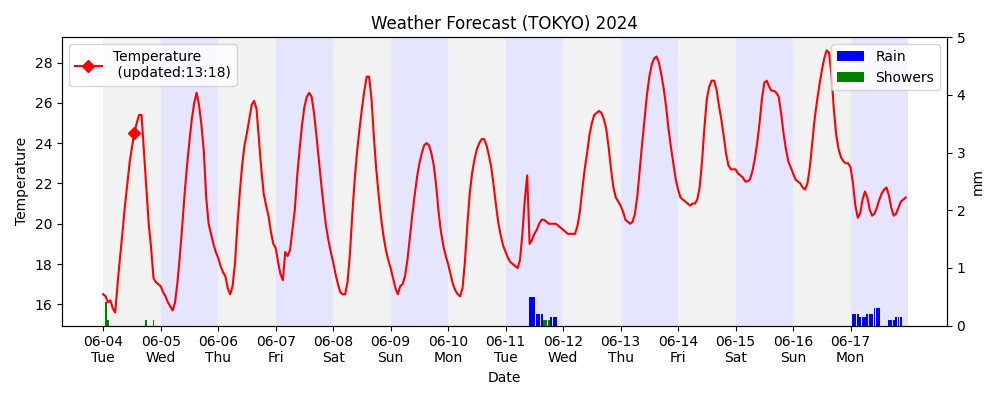 Weather Forecast (TOKYO) 2024
Temperature
(updated:13:18)
Rain
Showers
Temperature
28
26
24
22
20
18
16
5
4
3
2
1
0
mm
06-04 06-05 06-06 06-07 06-08 06-09 06-10 06-11 06-12 06-13 06-14 06-15 06-16 06-17
Tue Wed Thu Fri Sat Sun Mon Tue Wed Thu Fri Sat Sun Mon
Date